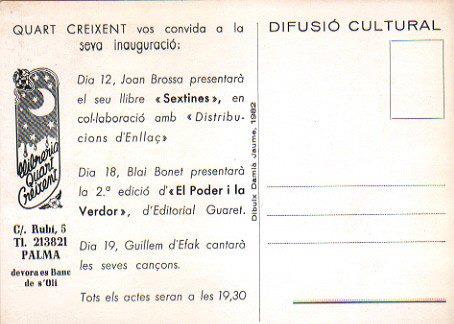 QUART CREIXENT vos convida a la
seva inauguració:
Dia 12, Joan Brossa presentarà
el seu llibre «Sextines», en
col·laboració amb «Distribu-
cions d'Enllaç»
Dia 18, Blai Bonet presentarà
la 2.ª edició d'«El Poder i la
Verdor», d'Editorial Guaret.
Dia 19, Guillem d'Efak cantarà
les seves cançons.
Tots els actes seran a les 19,30
llibreria
Quart
Creixent
C/. Rubí, 5
Tl. 213821
PALMA
devora es Banc
de s'Oli
Dibuix Damià Jaume, 1982
DIFUSIÓ CULTURAL